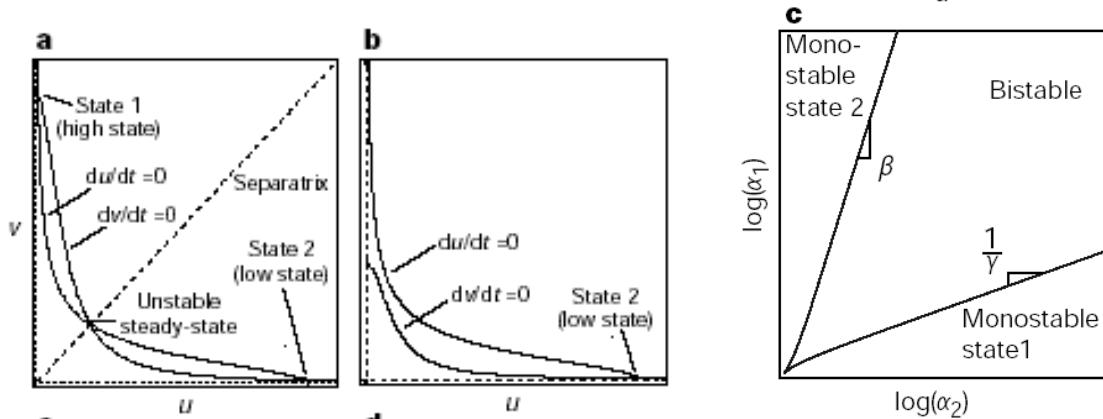 a
State 1
(high state)
du/dt =0
dv/dt =0
Separatrix
v
State 2
(low state)
Unstable
steady-state
u
b
du/dt =0
dv/dt =0
State 2
(low state)
u
c
Mono-
stable
state 2
Bistable
β
log(α1)
1
γ
Monostable
state1
log(α2)